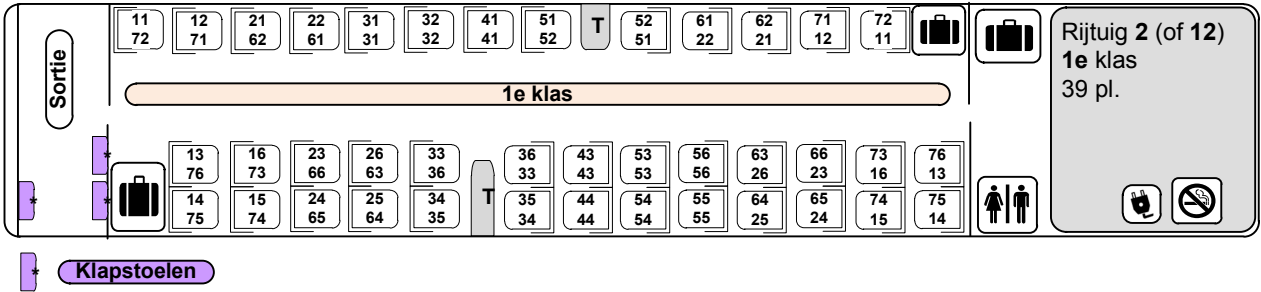 11 12 21 22 31 32 41 51 T 52 61 62 71 72
72 71 62 61 31 32 41 52 51 22 21 12 11
Sortie
1e klas
13 16 23 26 33 36 43 53 56 63 66 73 76
76 73 66 63 36 33 43 53 56 26 23 16 13
T
14 15 24 25 34 35 44 54 55 64 65 74 75
75 74 65 64 35 34 44 54 55 25 24 15 14
*
*
*
Rijtuig 2 (of 12)
1e klas
39 pl.
* Klapstoelen